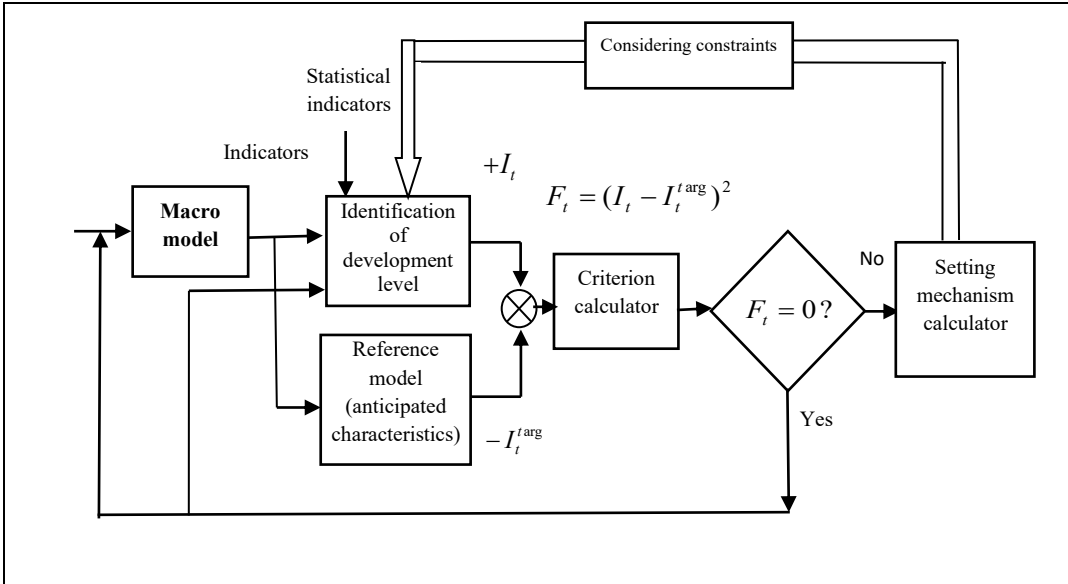 Considering constraints
Statistical
indicators
Indicators
+I_t
F_t = (I_t − I_t^{targ})^2
Macro
model
Identification
of
development
level
Criterion
calculator
F_t = 0?
No
Setting
mechanism
calculator
Reference
model
(anticipated
characteristics)
− I_t^{targ}
Yes